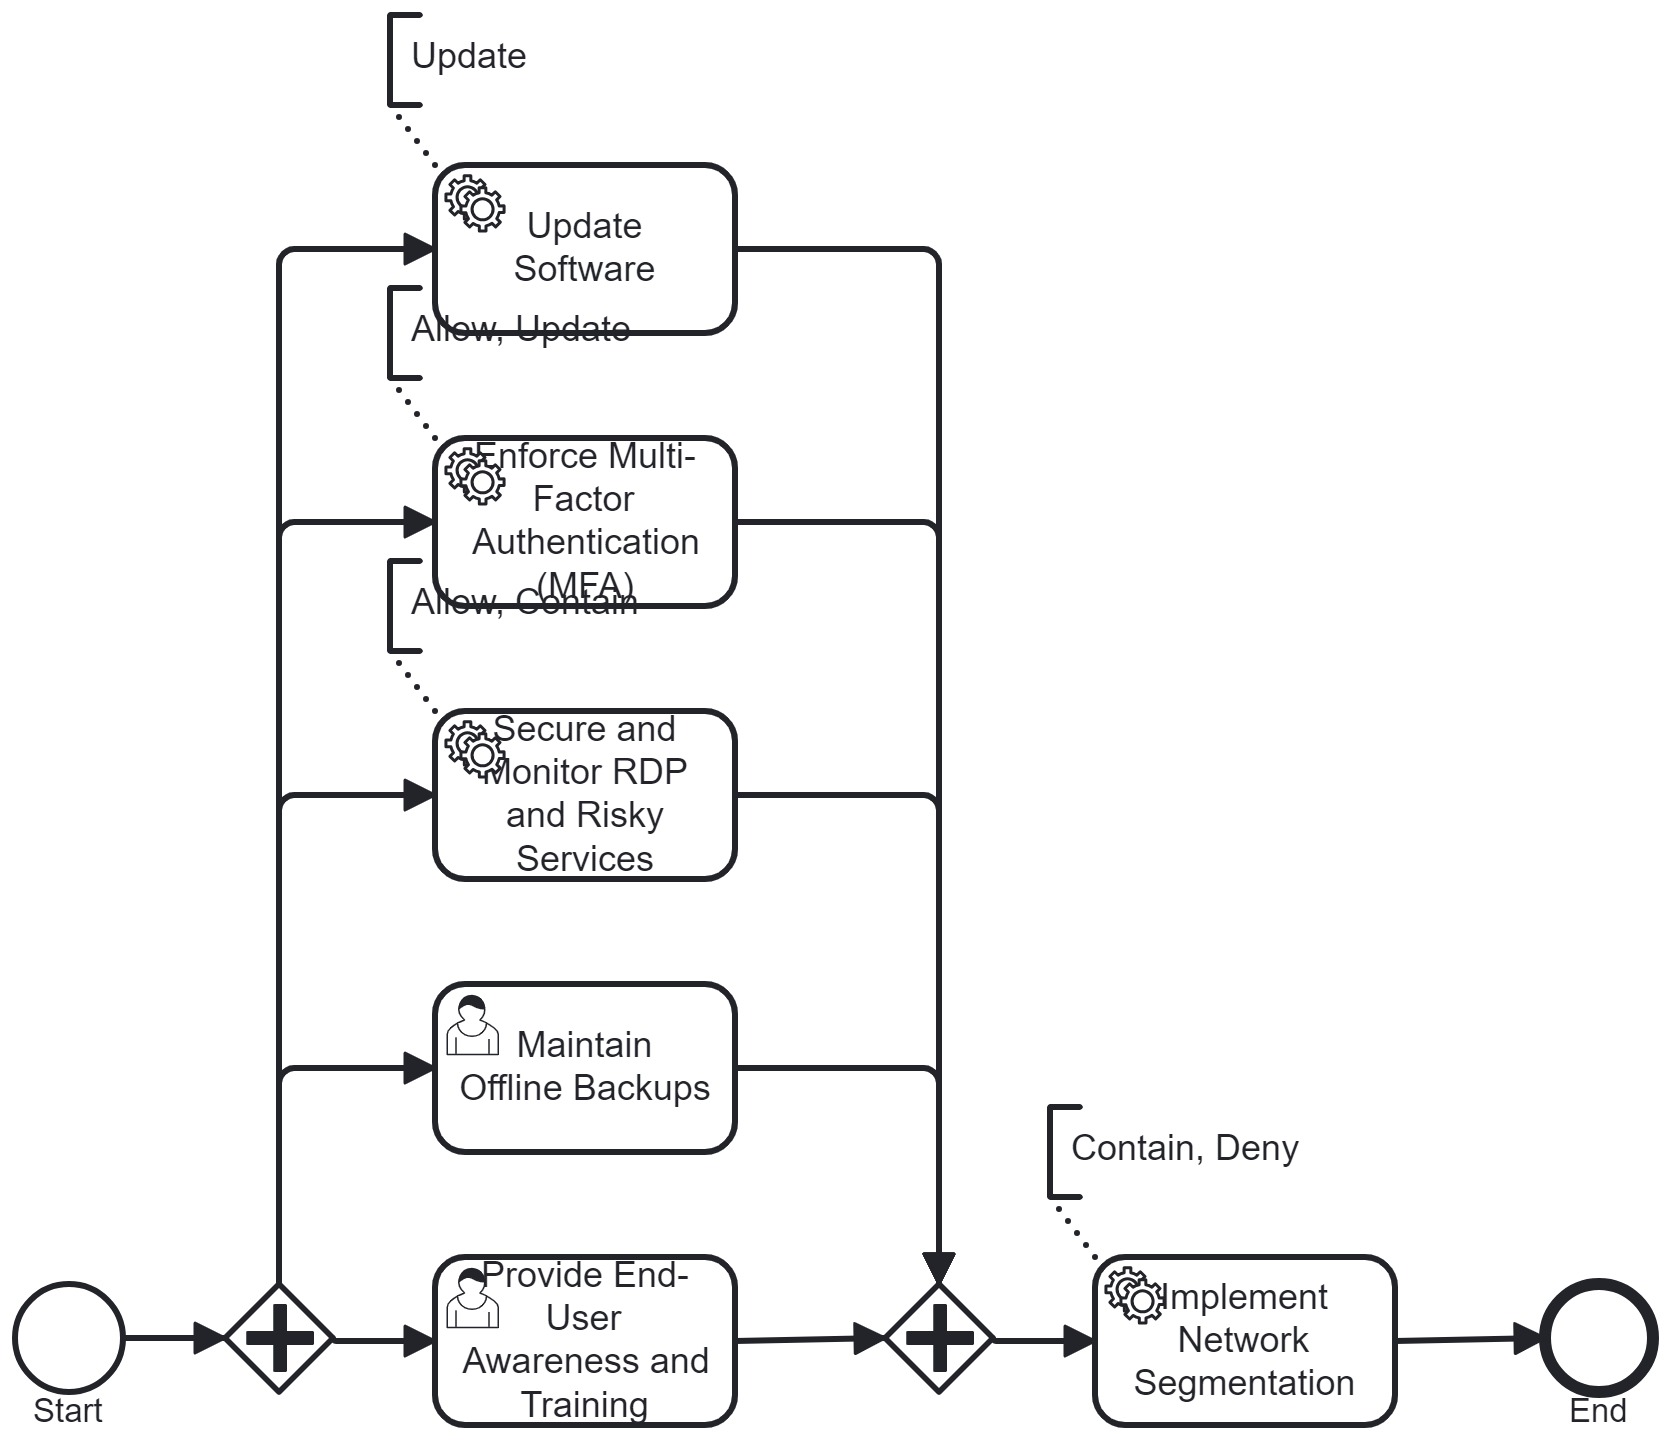 Update
Update
Software
Allow, Update
Enforce Multi-
Factor
Authentication
(MFA)
Allow, Contain
Secure and
Monitor RDP
and Risky
Services
Maintain
Offline Backups
Contain, Deny
Provide End-
User
Awareness and
Training
Implement
Network
Segmentation
Start
End